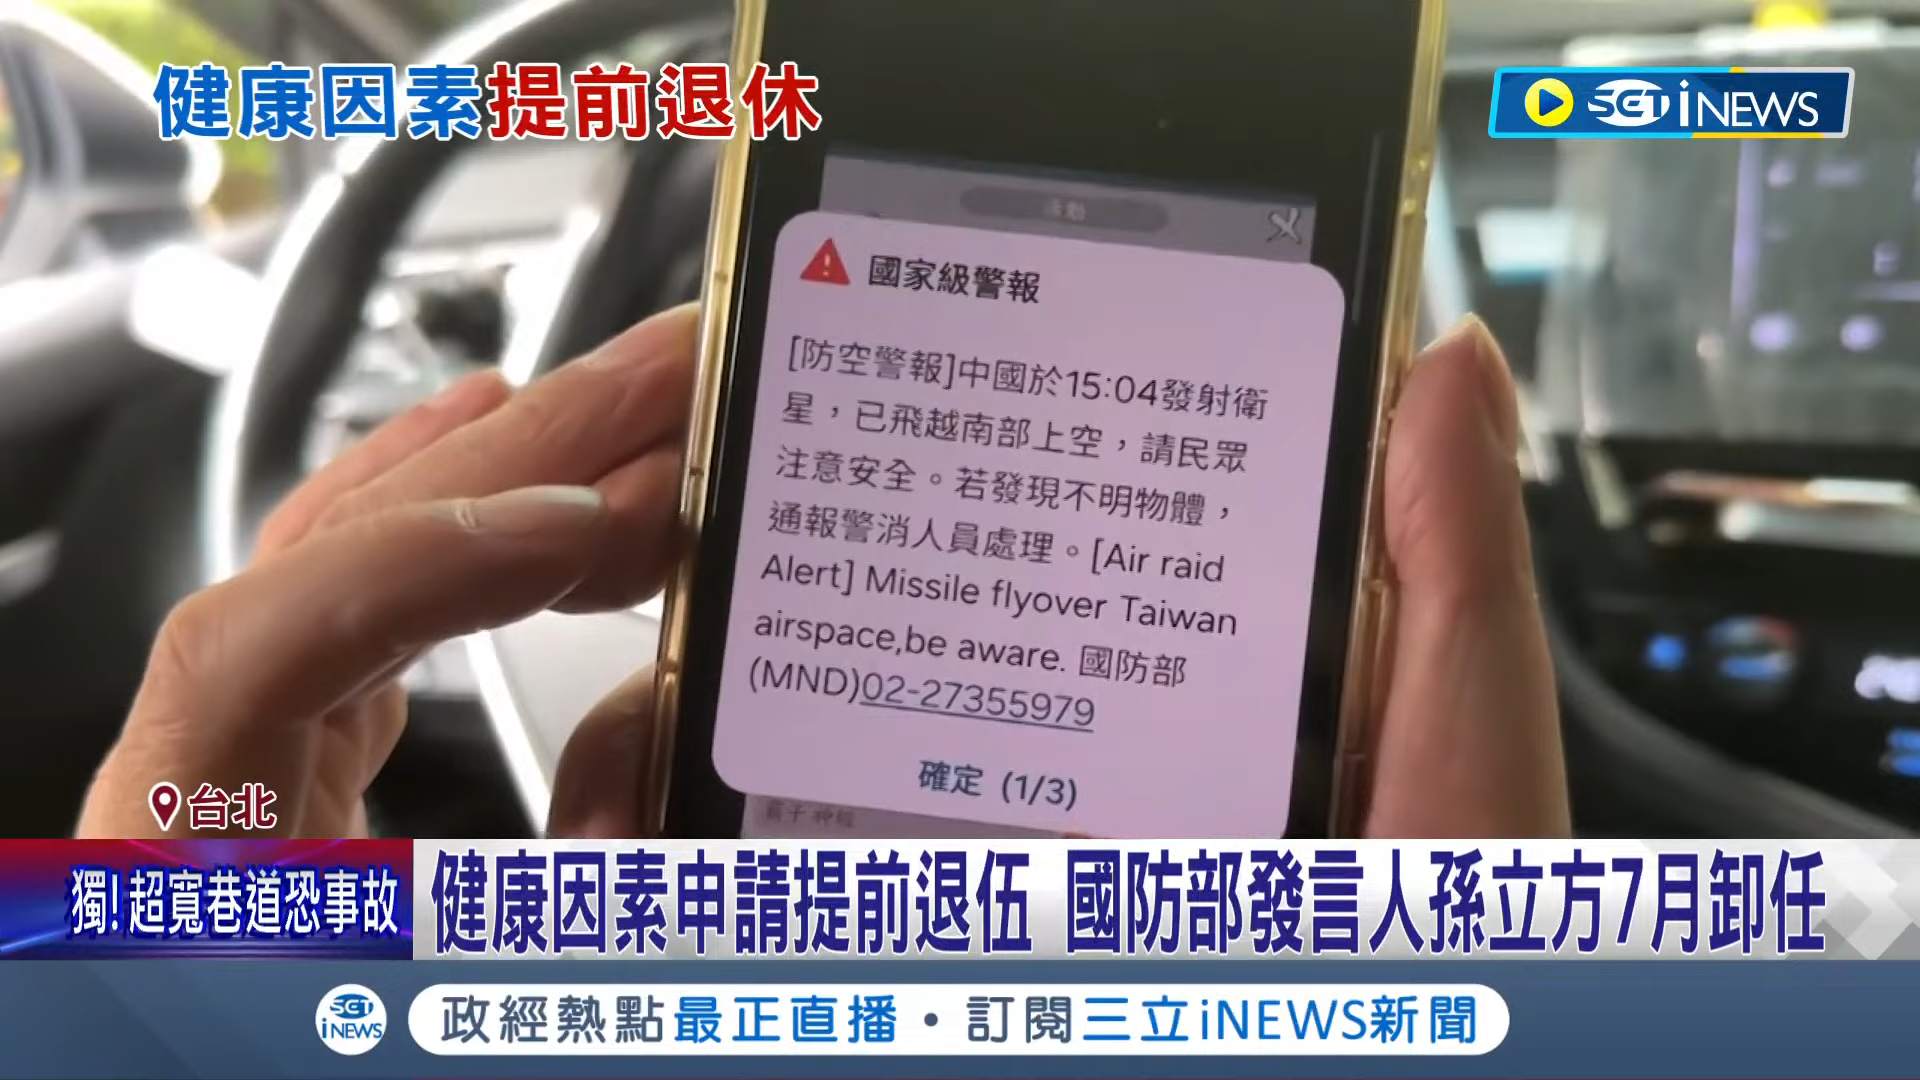 健康因素提前退休
SET iNEWS
活動
國家級警報
[防空警報]中國於15:04發射衛
星，已飛越南部上空，請民眾
注意安全。若發現不明物體，
通報警消人員處理。[Air raid
Alert] Missile flyover Taiwan
airspace,be aware. 國防部
(MND)02-27355979
確定 (1/3)
台北
獨!超寬巷道恐事故
健康因素申請提前退伍 國防部發言人孫立方7月卸任
SET iNEWS
政經熱點最正直播・訂閱三立iNEWS新聞